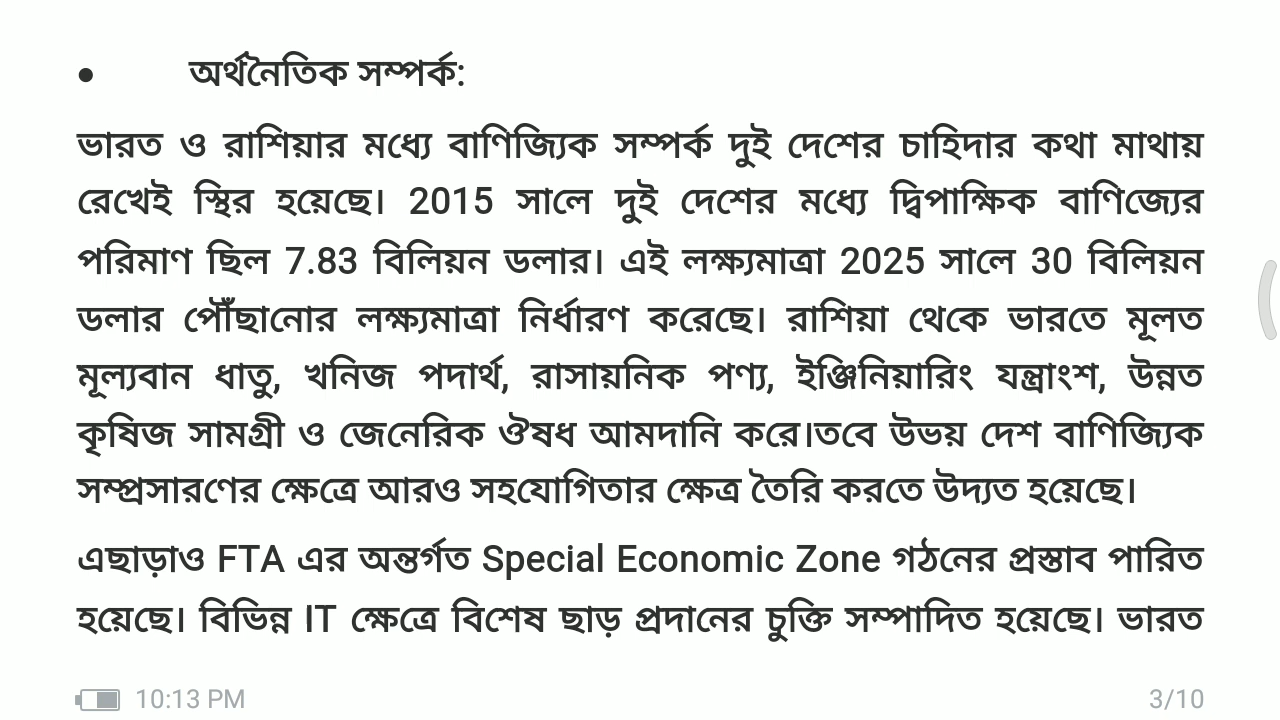 • অর্থনৈতিক সম্পর্ক:
ভারত ও রাশিয়ার মধ্যে বাণিজ্যিক সম্পর্ক দুই দেশের চাহিদার কথা মাথায়
রেখেই স্থির হয়েছে। 2015 সালে দুই দেশের মধ্যে দ্বিপাক্ষিক বাণিজ্যের
পরিমাণ ছিল 7.83 বিলিয়ন ডলার। এই লক্ষ্যমাত্রা 2025 সালে 30 বিলিয়ন
ডলার পৌঁছানোর লক্ষ্যমাত্রা নির্ধারণ করেছে। রাশিয়া থেকে ভারতে মূলত
মূল্যবান ধাতু, খনিজ পদার্থ, রাসায়নিক পণ্য, ইঞ্জিনিয়ারিং যন্ত্রাংশ, উন্নত
কৃষিজ সামগ্রী ও জেনেরিক ঔষধ আমদানি করে।তবে উভয় দেশ বাণিজ্যিক
সম্প্রসারণের ক্ষেত্রে আরও সহযোগিতার ক্ষেত্র তৈরি করতে উদ্যত হয়েছে।
এছাড়াও FTA এর অন্তর্গত Special Economic Zone গঠনের প্রস্তাব পারিত
হয়েছে। বিভিন্ন IT ক্ষেত্রে বিশেষ ছাড় প্রদানের চুক্তি সম্পাদিত হয়েছে। ভারত
10:13 PM 3/10